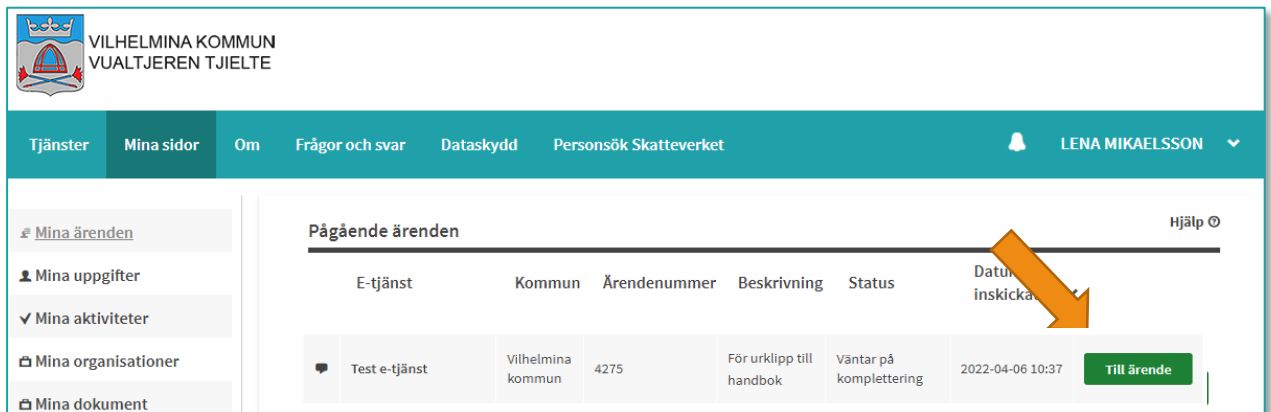 VILHELMINA KOMMUN
VUALTJEREN TJIELTE
Tjänster Mina sidor Om Frågor och svar Dataskydd Personsök Skatteverket LENA MIKAELSSON
Mina ärenden
Mina uppgifter
Mina aktiviteter
Mina organisationer
Mina dokument
Hjälp
Pågående ärenden
E-tjänst Kommun Ärendenummer Beskrivning Status
Test e-tjänst Vilhelmina kommun 4275 För urklipp till handbok Väntar på komplettering 2022-04-06 10:37 Till ärende